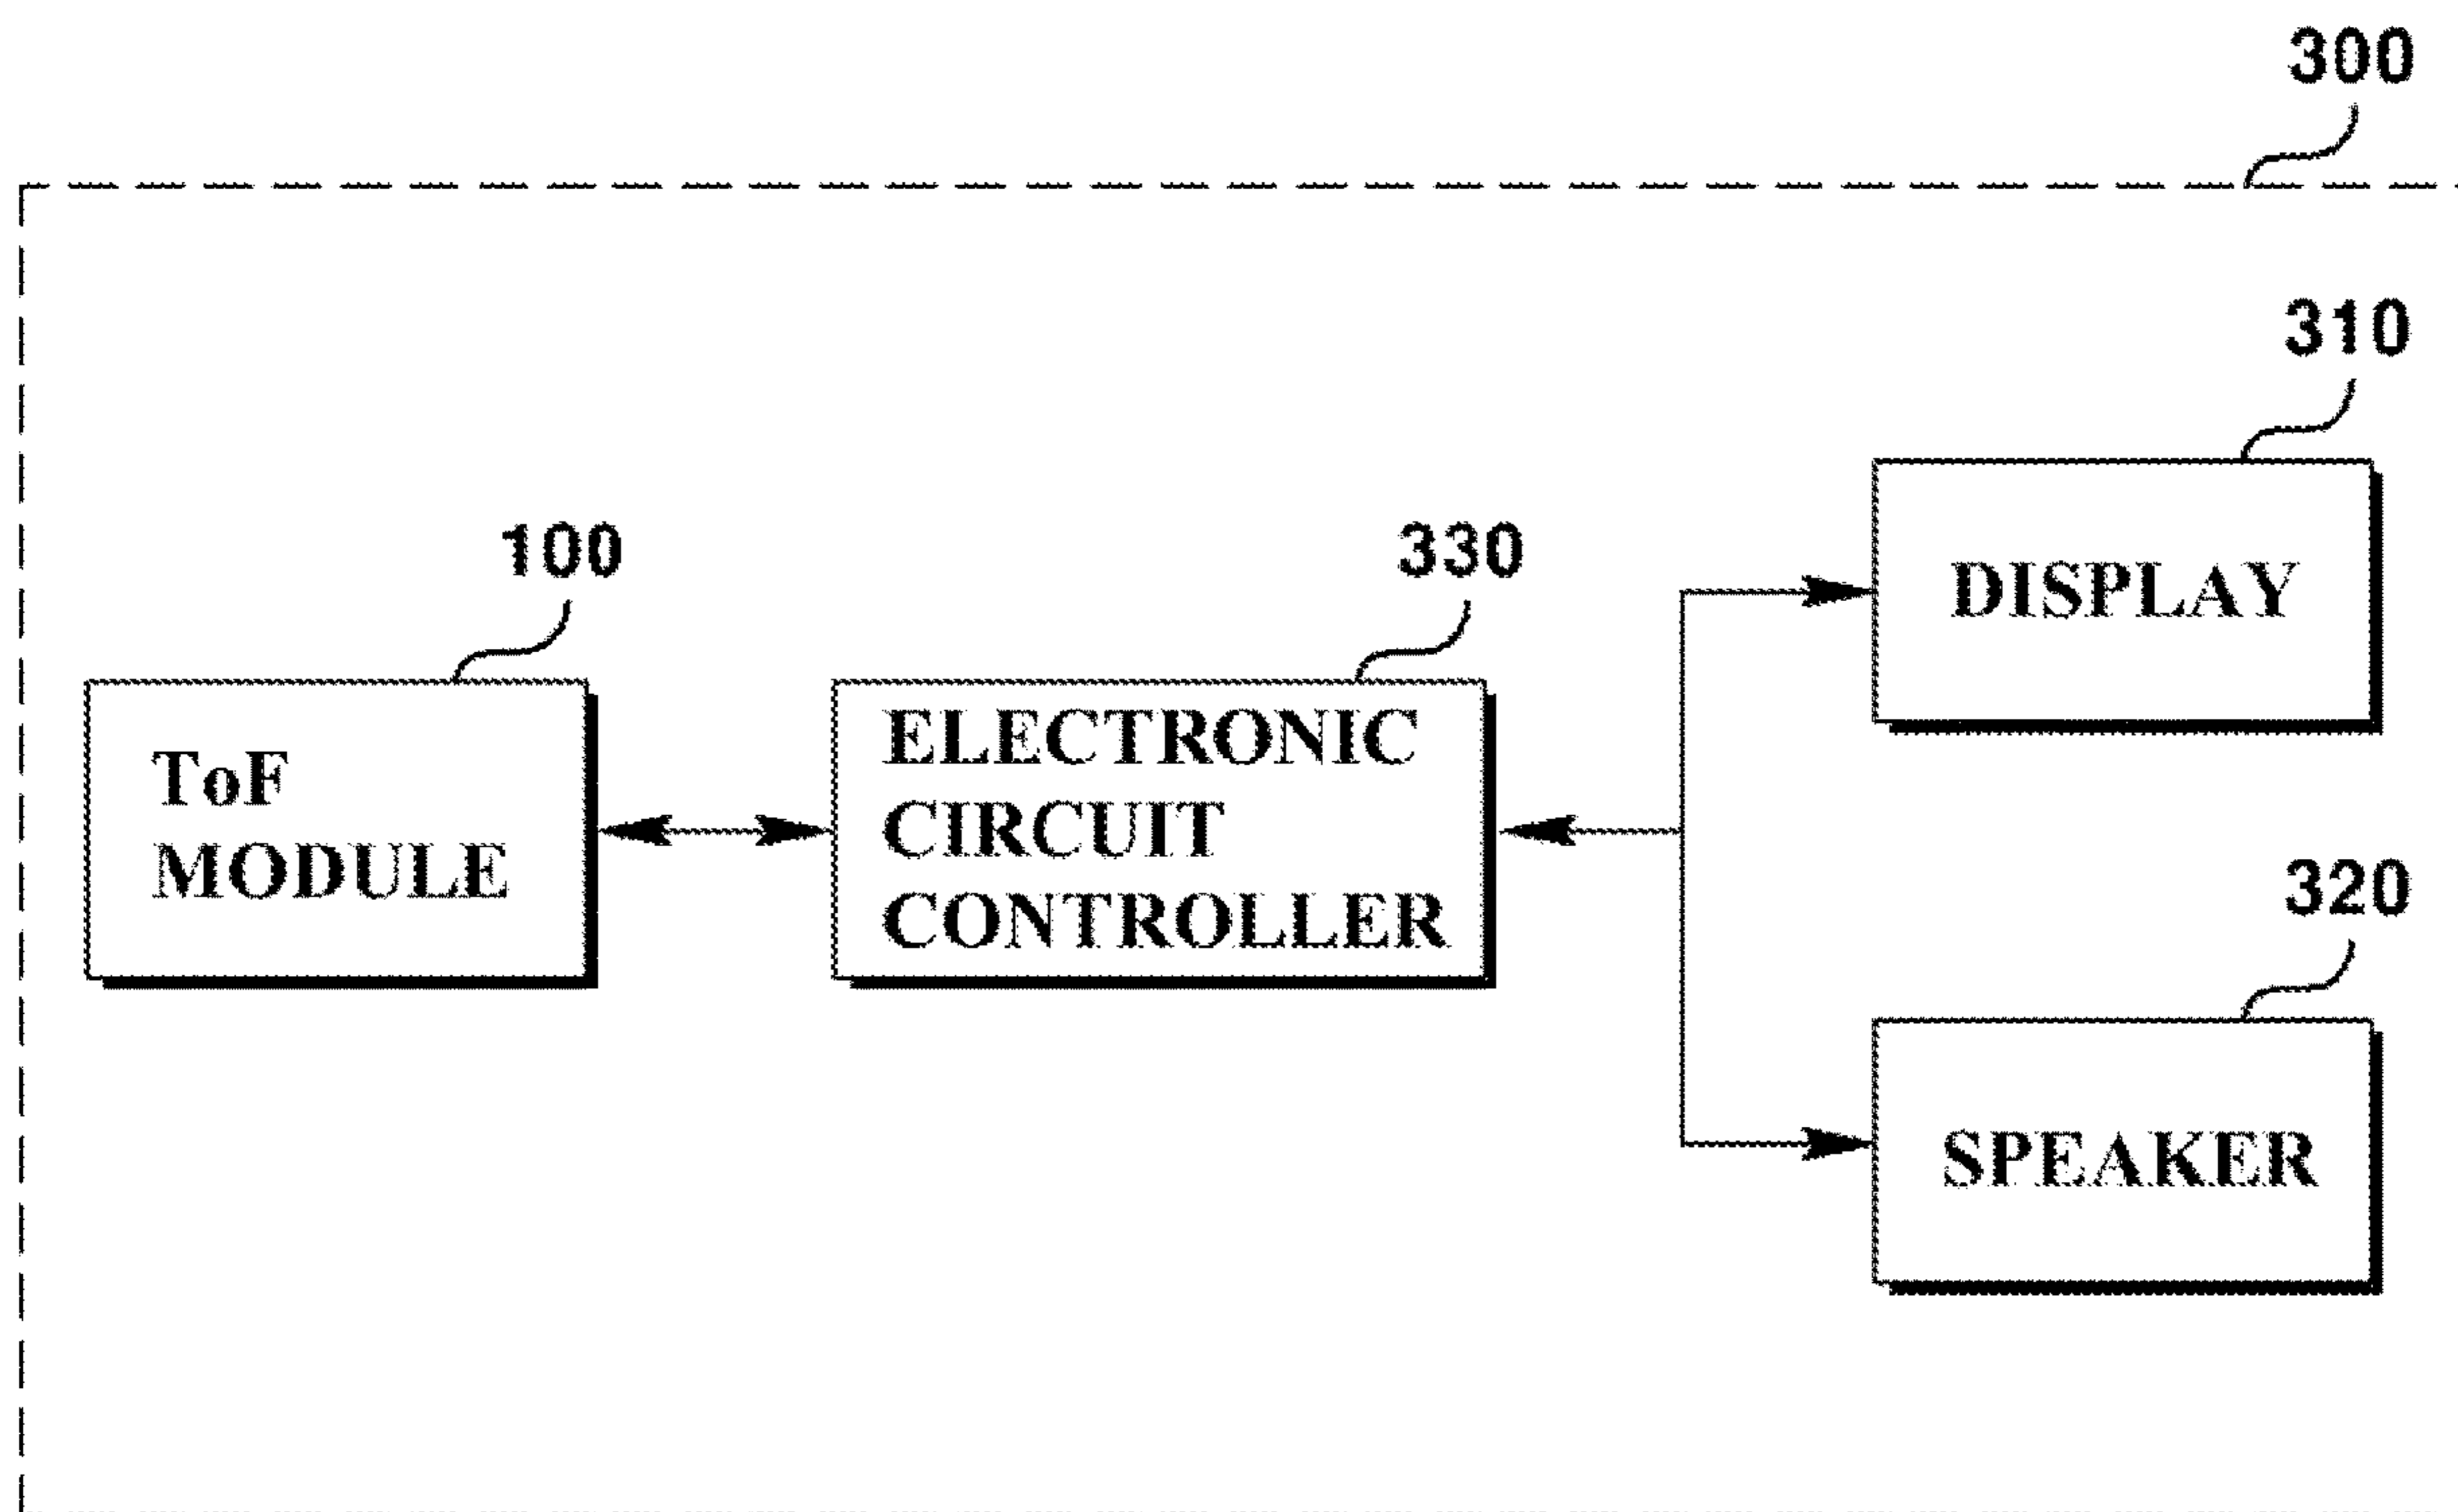 300
310
100
330
DISPLAY
ToF
MODULE
ELECTRONIC
CIRCUIT
CONTROLLER
320
SPEAKER